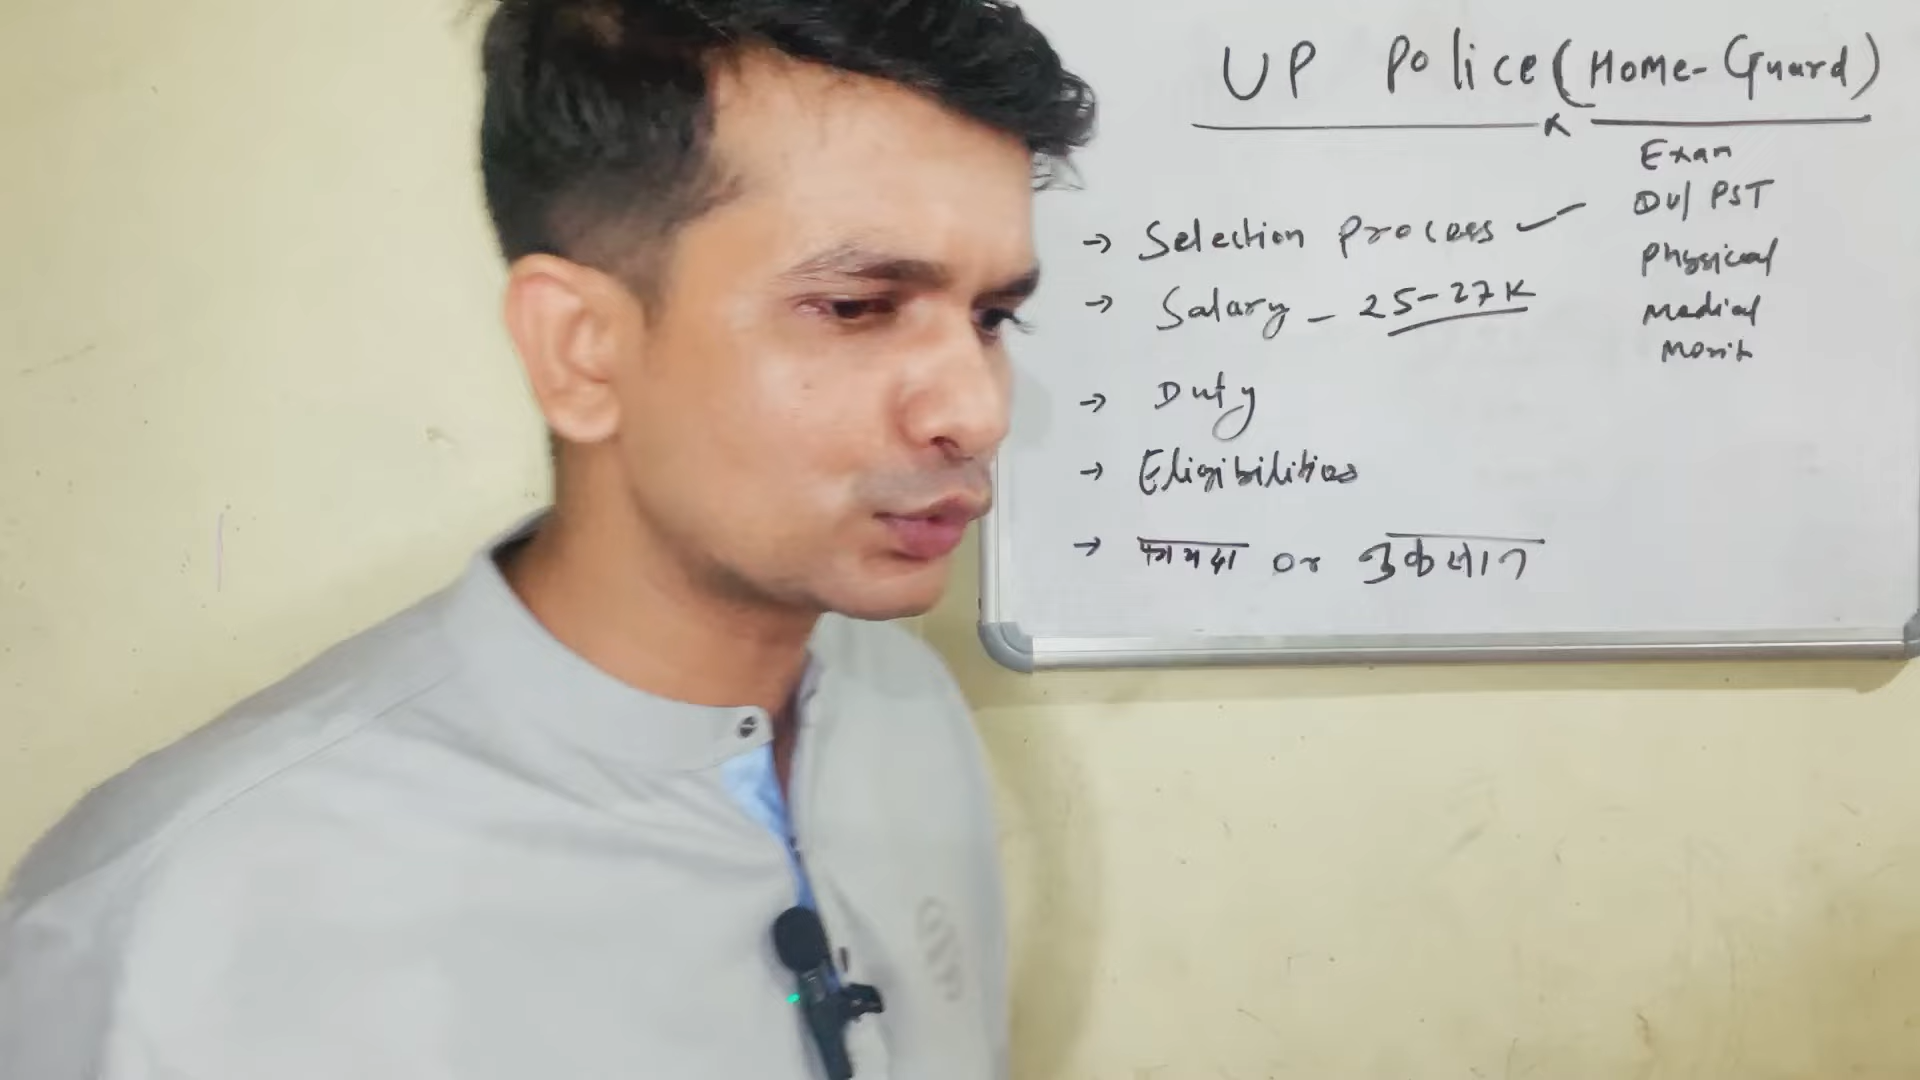 UP Police (Home-Guard)
Exam
DV/ PST
Physical
Medical
Merit
→ Selection Process
→ Salary - 25-27K
→ Duty
→ Eligibilities
→ फायदा or नुकसान